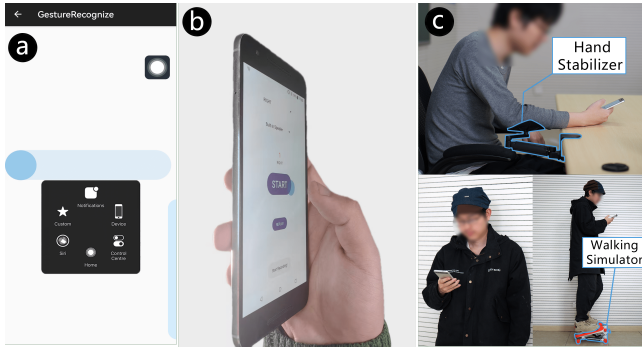 a
GestureRecognize
Notifications
Custom
Device
Siri
Control
Centre
Home
b
START
c
Hand
Stabilizer
Walking
Simulator